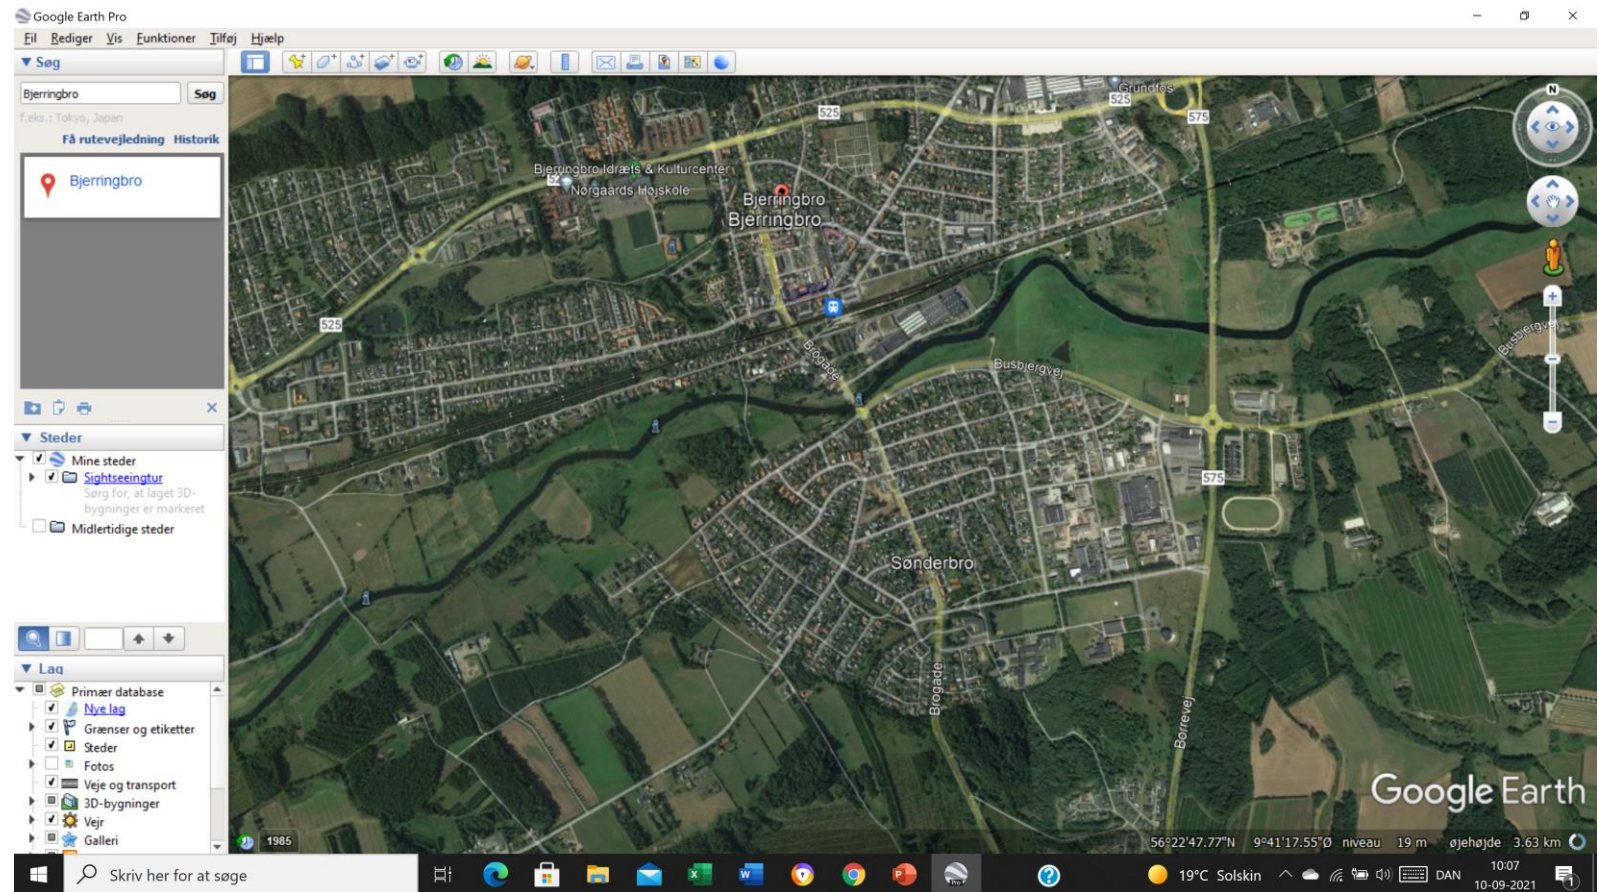 Google Earth Pro
Fil Rediger Vis Funktioner Tilføj Hjælp
Søg
Bjerringbro
Søg
f.eks.: Tokyo, Japan
Få rutevejledning Historik
Bjerringbro
Steder
Mine steder
Sightseeingtur
Sørg for, at laget 3D-
bygninger er markeret
Midlertidige steder
Lag
Primær database
Nye lag
Grænser og etiketter
Steder
Fotos
Veje og transport
3D-bygninger
Vejr
Galleri
Grundfos
525
525
575
Bjerringbro Idræts & Kulturcenter
Nørgaards Højskole
Bjerringbro
Bjerringbro
N
525
Brogade
Busbjergvej
Busbjergvej
575
Sønderbro
Brogade
Borrevej
Google Earth
1985
56°22'47.77"N 9°41'17.55"Ø niveau 19 m øjehøjde 3.63 km
Skriv her for at søge
19°C Solskin
DAN
10:07
10-09-2021
1